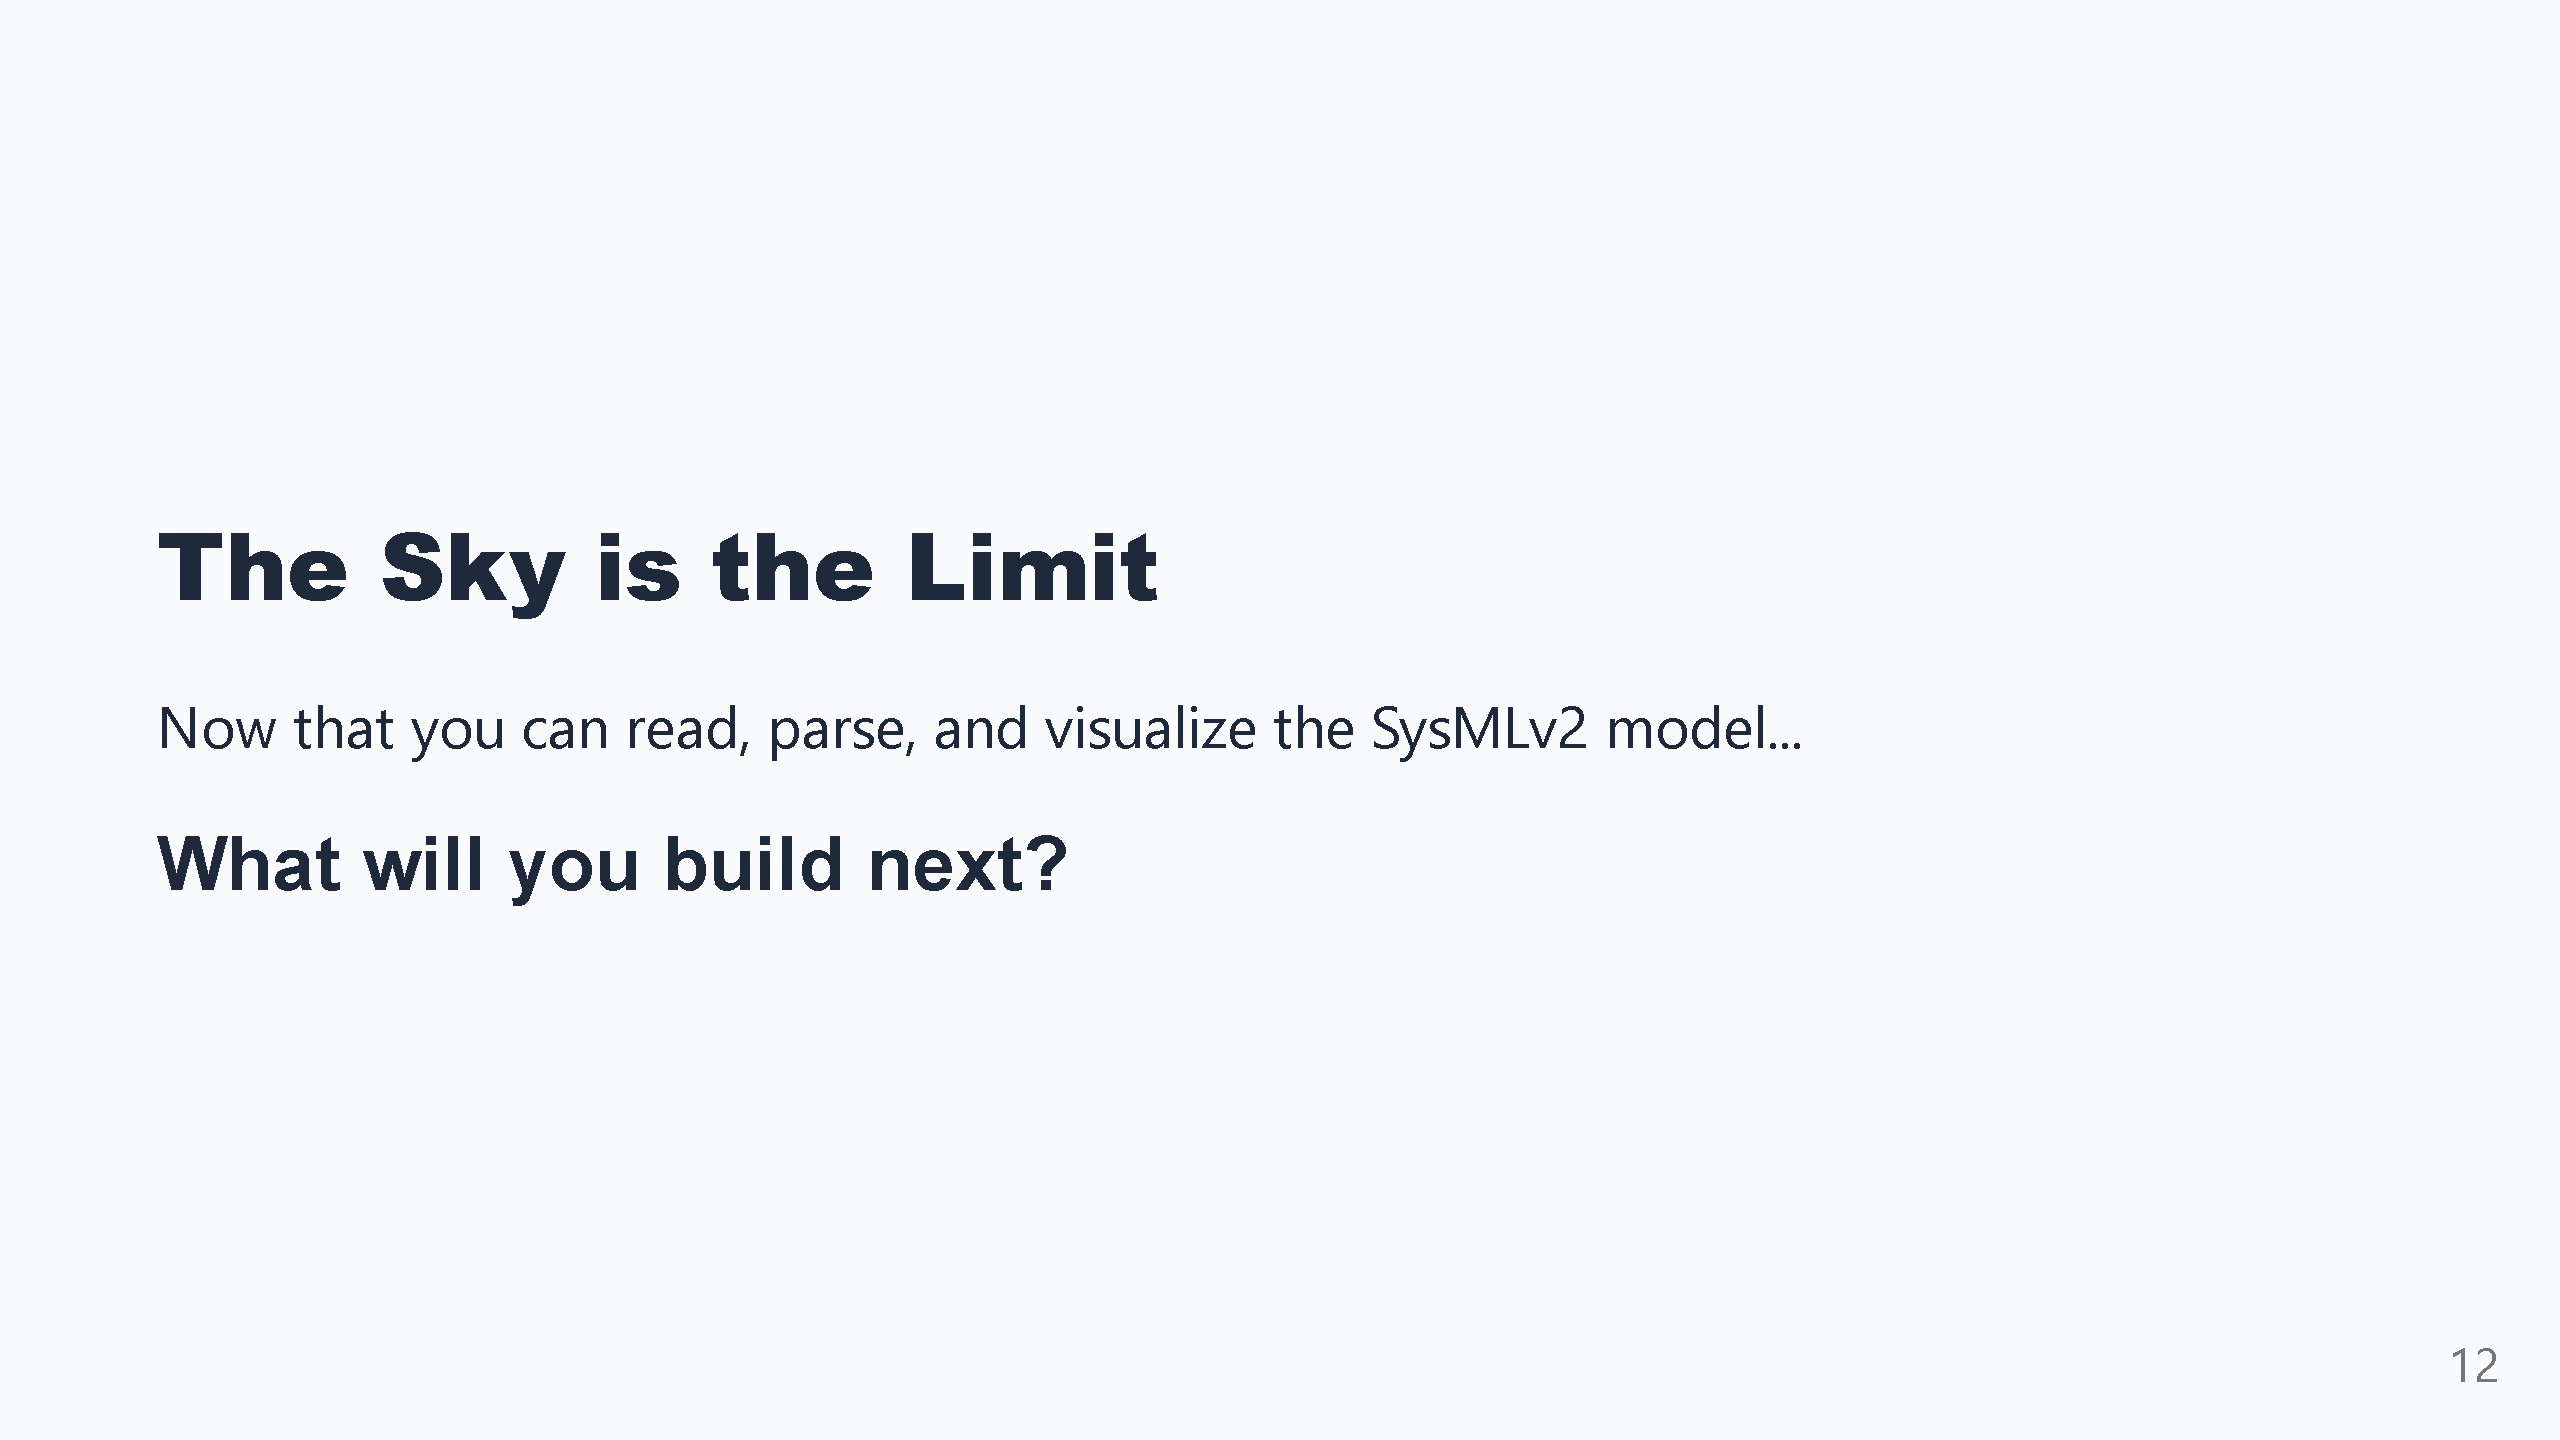 The Sky is the Limit
Now that you can read, parse, and visualize the SysMLv2 model...
What will you build next?
12